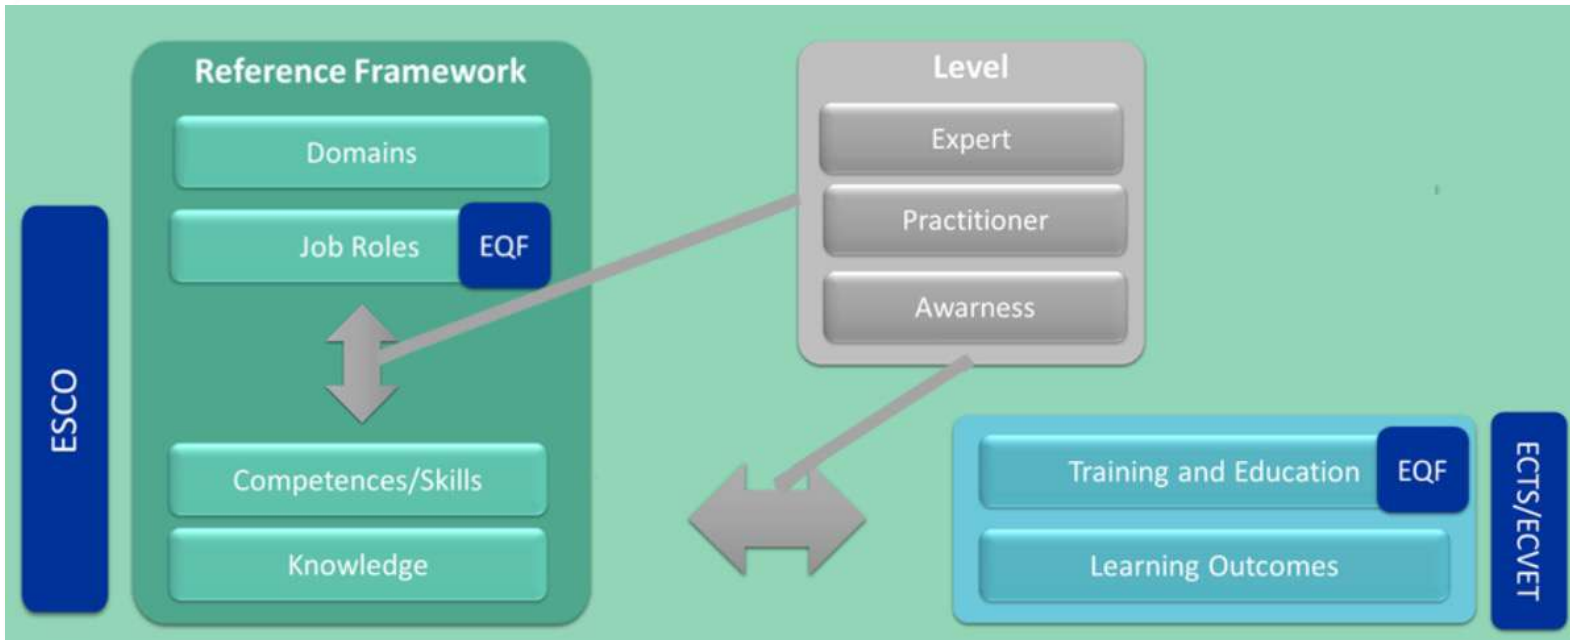 Reference Framework
Domains
Job Roles
EQF
Competences/Skills
Knowledge
ESCO
Level
Expert
Practitioner
Awarness
Training and Education
EQF
Learning Outcomes
ECTS/ECVET